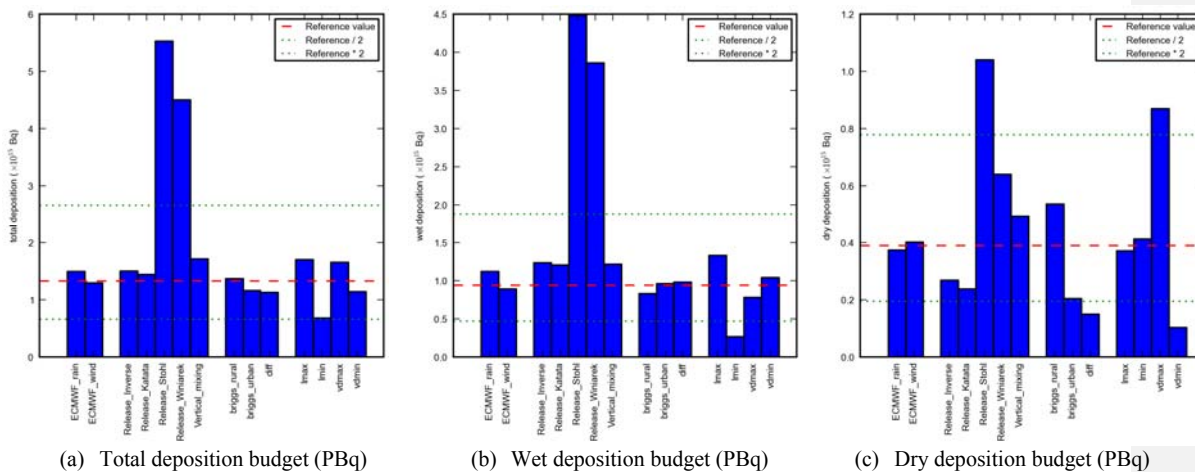 6
5
4
3
2
1
0
total deposition ( ×10^15 Bq)
Reference value
Reference / 2
Reference * 2
ECMWF_rain
ECMWF_wind
Release_Inverse
Release_Katata
Release_Stohl
Release_Winiarek
Vertical_mixing
briggs_rural
briggs_urban
diff
lmax
lmin
vdmax
vdmin
(a) Total deposition budget (PBq)
4.5
4.0
3.5
3.0
2.5
2.0
1.5
1.0
0.5
0.0
wet deposition ( ×10^15 Bq)
Reference value
Reference / 2
Reference * 2
ECMWF_rain
ECMWF_wind
Release_Inverse
Release_Katata
Release_Stohl
Release_Winiarek
Vertical_mixing
briggs_rural
briggs_urban
diff
lmax
lmin
vdmax
vdmin
(b) Wet deposition budget (PBq)
1.2
1.0
0.8
0.6
0.4
0.2
0.0
dry deposition ( ×10^15 Bq)
Reference value
Reference / 2
Reference * 2
ECMWF_rain
ECMWF_wind
Release_Inverse
Release_Katata
Release_Stohl
Release_Winiarek
Vertical_mixing
briggs_rural
briggs_urban
diff
lmax
lmin
vdmax
vdmin
(c) Dry deposition budget (PBq)